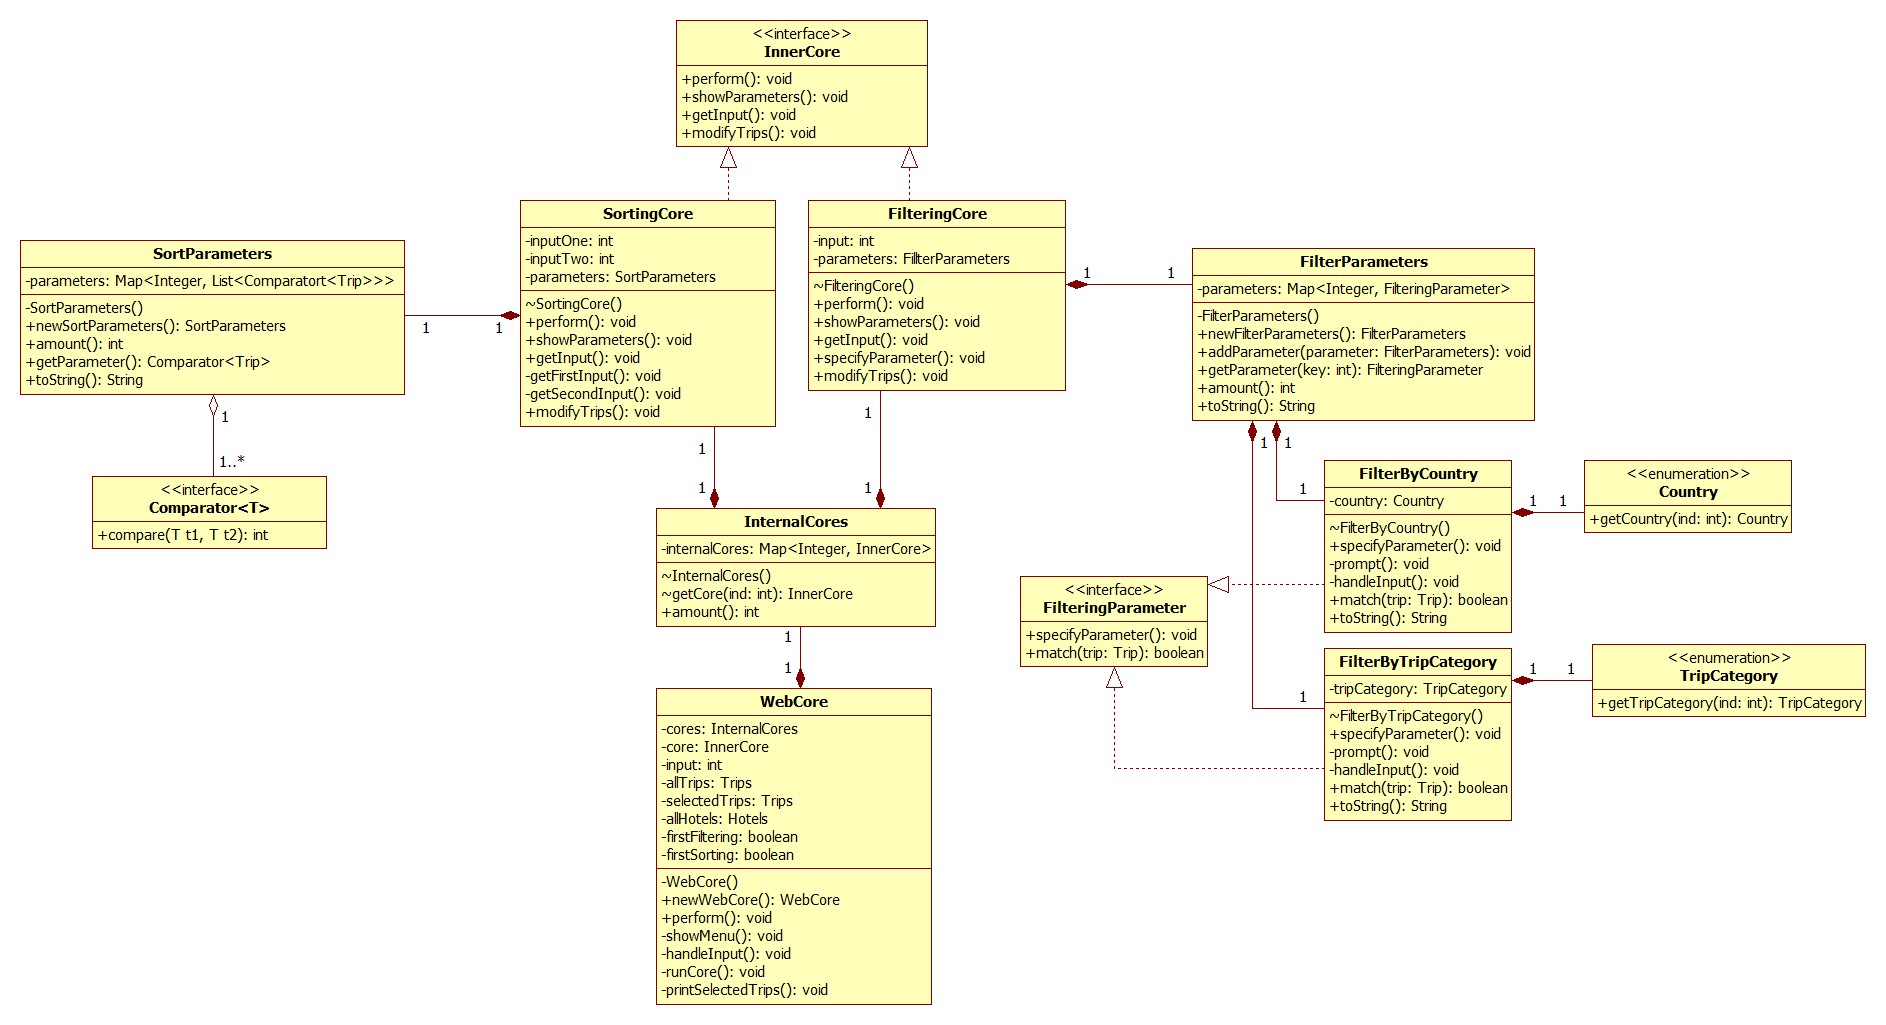 <<interface>>
InnerCore
+perform(): void
+showParameters(): void
+getInput(): void
+modifyTrips(): void
SortingCore
-inputOne: int
-inputTwo: int
-parameters: SortParameters
~SortingCore()
+perform(): void
+showParameters(): void
+getInput(): void
-getFirstInput(): void
-getSecondInput(): void
+modifyTrips(): void
FilteringCore
-input: int
-parameters: FillterParameters
~FilteringCore()
+perform(): void
+showParameters(): void
+getInput(): void
+specifyParameter(): void
+modifyTrips(): void
SortParameters
-parameters: Map<Integer, List<Comparatort<Trip>>>
-SortParameters()
+newSortParameters(): SortParameters
+amount(): int
+getParameter(): Comparator<Trip>
+toString(): String
1
1
1
1
FilterParameters
-parameters: Map<Integer, FilteringParameter>
-FilterParameters()
+newFilterParameters(): FilterParameters
+addParameter(parameter: FilterParameters): void
+getParameter(key: int): FilteringParameter
+amount(): int
+toString(): String
1
1..*
<<interface>>
Comparator<T>
+compare(T t1, T t2): int
1
1
1
1
InternalCores
-internalCores: Map<Integer, InnerCore>
~InternalCores()
~getCore(ind: int): InnerCore
+amount(): int
1
1
1
1
1
1
FilterByCountry
-country: Country
~FilterByCountry()
+specifyParameter(): void
-prompt(): void
-handleInput(): void
+match(trip: Trip): boolean
+toString(): String
1
1
<<enumeration>>
Country
+getCountry(ind: int): Country
<<interface>>
FilteringParameter
+specifyParameter(): void
+match(trip: Trip): boolean
FilterByTripCategory
-tripCategory: TripCategory
~FilterByTripCategory()
+specifyParameter(): void
-prompt(): void
-handleInput(): void
+match(trip: Trip): boolean
+toString(): String
1
1
<<enumeration>>
TripCategory
+getTripCategory(ind: int): TripCategory
WebCore
-cores: InternalCores
-core: InnerCore
-input: int
-allTrips: Trips
-selectedTrips: Trips
-allHotels: Hotels
-firstFiltering: boolean
-firstSorting: boolean
-WebCore()
+newWebCore(): WebCore
+perform(): void
-showMenu(): void
-handleInput(): void
-runCore(): void
-printSelectedTrips(): void